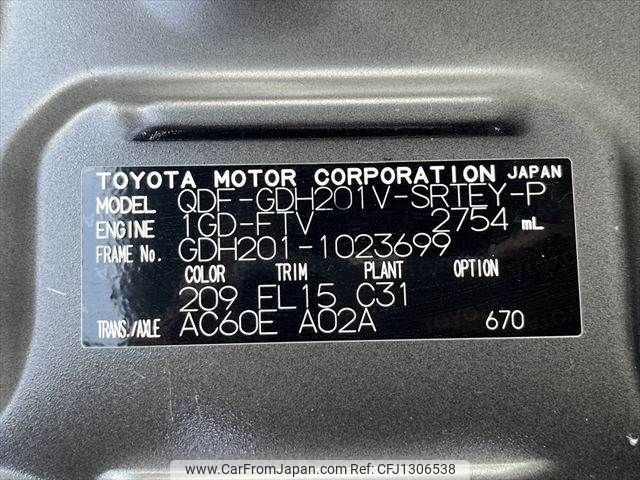 TOYOTA MOTOR CORPORATION JAPAN
MODEL QDF-GDH201V-SRTEY-P
ENGINE 1GD-FTV 2754 mL
FRAME No. GDH201-1023699
COLOR TRIM PLANT OPTION
209 FL15 C31
TRANS./AXLE AC60E A02A 670
www.CarFromJapan.com | CFJ1306538